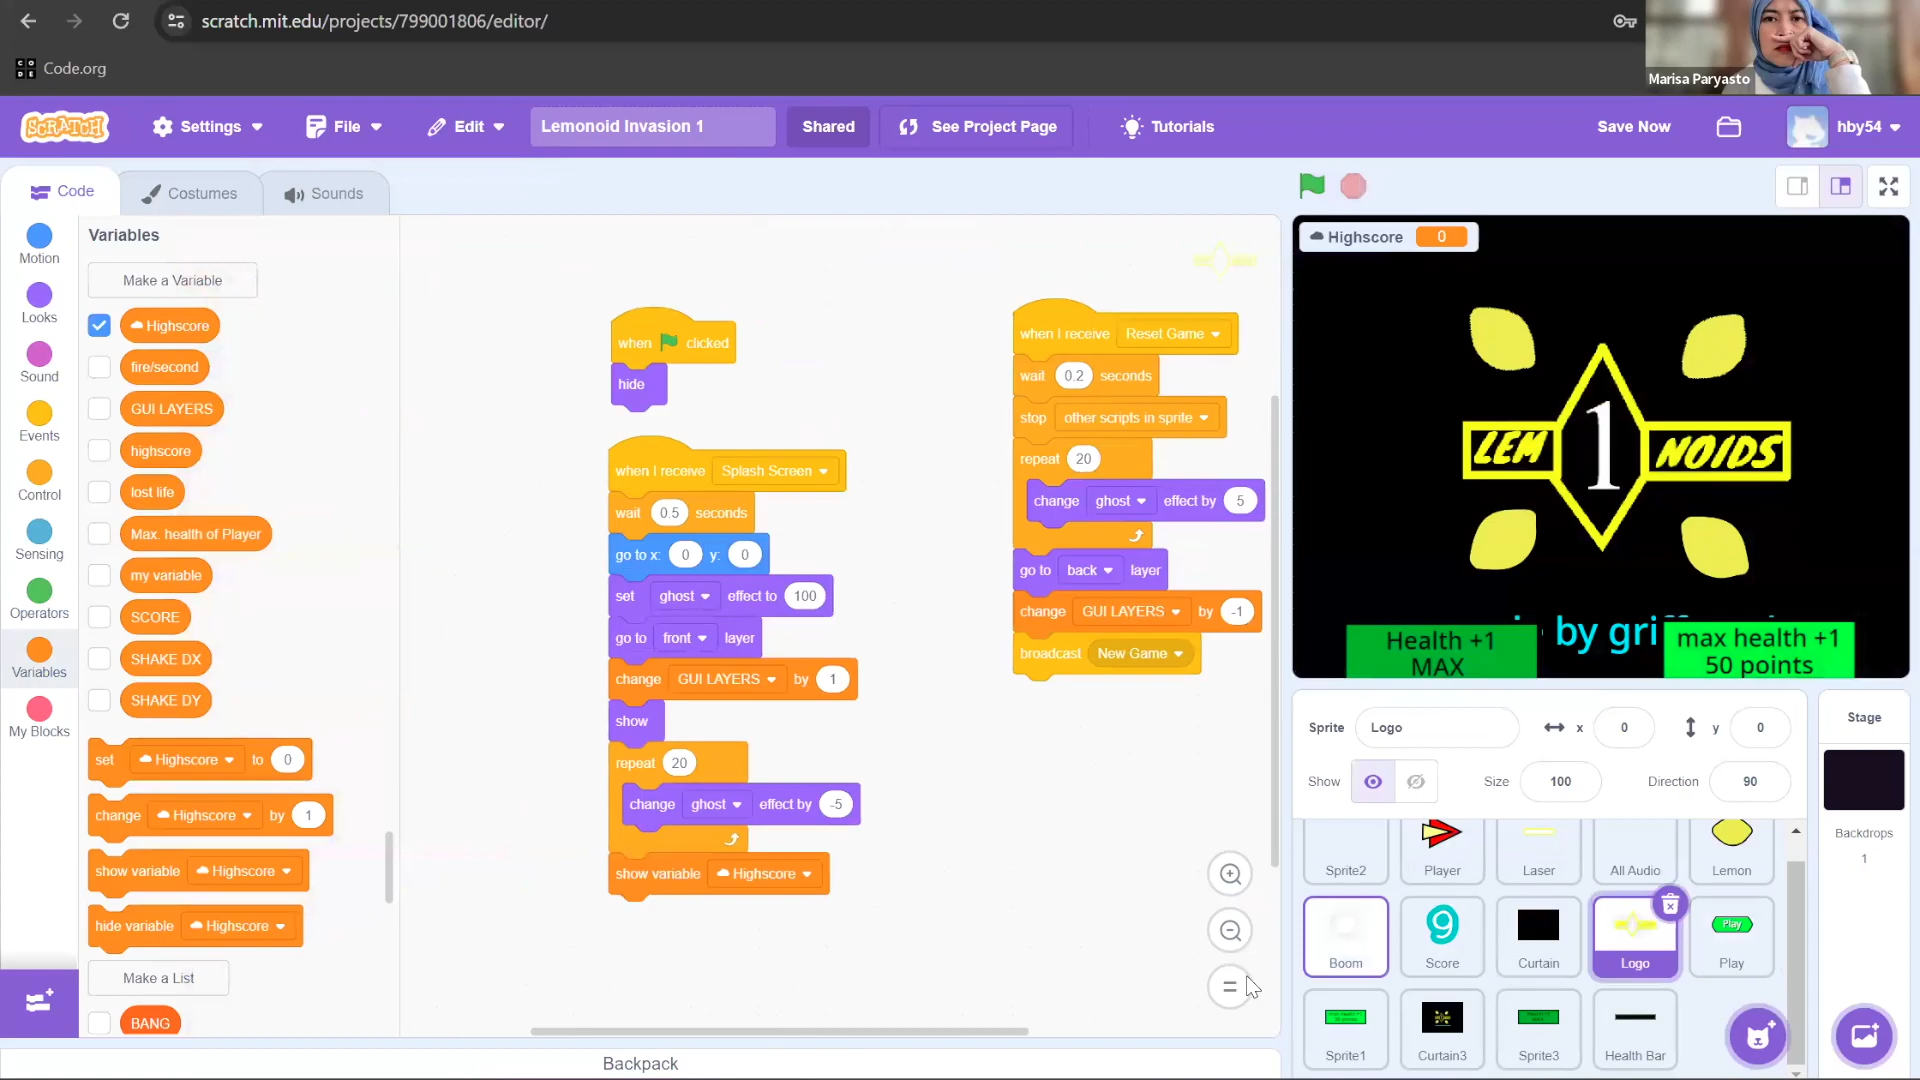 scratch.mit.edu/projects/799001806/editor/
Code.org
Marisa Paryasto
SCRATCH
Settings
File
Edit
Lemonoid Invasion 1
Shared
See Project Page
Tutorials
Save Now
hby54
Code
Costumes
Sounds
Motion
Looks
Sound
Events
Control
Sensing
Operators
Variables
My Blocks
Variables
Make a Variable
Highscore
fire/second
GUI LAYERS
highscore
lost life
Max. health of Player
my variable
SCORE
SHAKE DX
SHAKE DY
set Highscore to 0
change Highscore by 1
show variable Highscore
hide variable Highscore
Make a List
BANG
when clicked
hide
when I receive Splash Screen
wait 0.5 seconds
go to x: 0 y: 0
set ghost effect to 100
go to front layer
change GUI LAYERS by 1
show
repeat 20
change ghost effect by -5
show variable Highscore
when I receive Reset Game
wait 0.2 seconds
stop other scripts in sprite
repeat 20
change ghost effect by 5
go to back layer
change GUI LAYERS by -1
broadcast New Game
Backpack
Highscore 0
LEM 1 NOIDS
by grif
Health +1
MAX
max health +1
50 points
Sprite Logo x 0 y 0
Show Size 100 Direction 90
Stage
Backdrops
1
Sprite2
Player
Laser
All Audio
Lemon
Boom
9
Score
Curtain
Logo
Play
Play
Sprite1
Curtain3
Sprite3
Health Bar